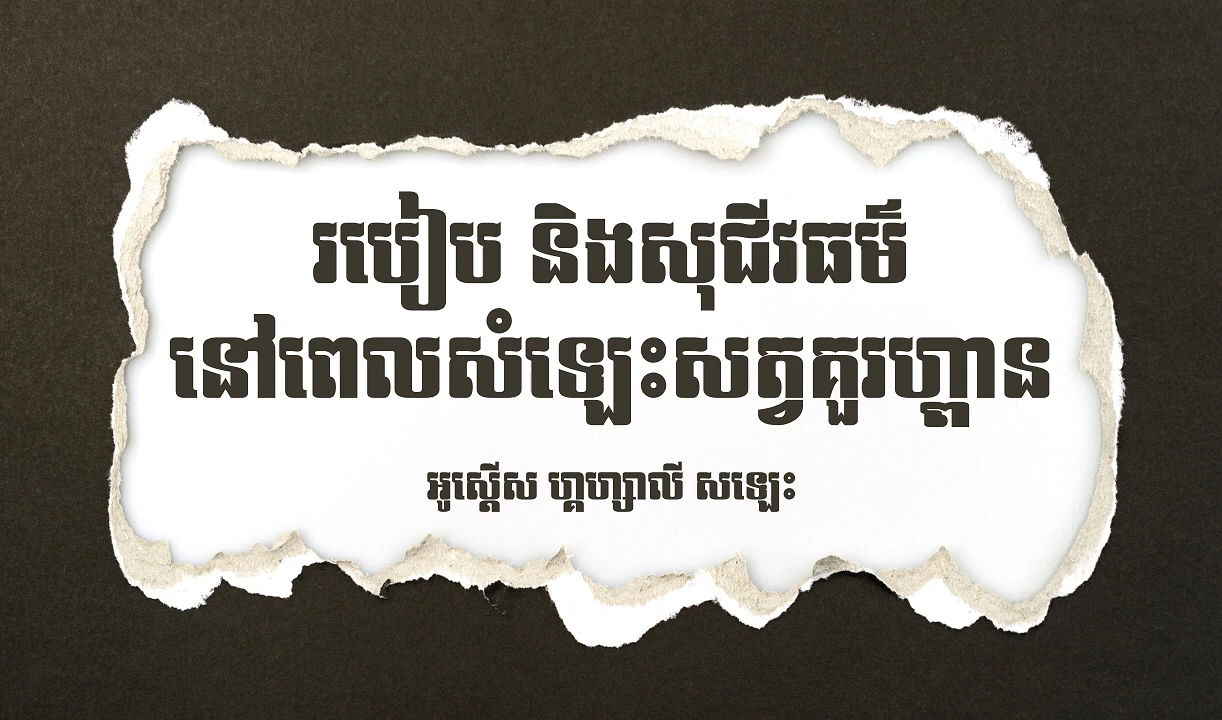 របៀប និងសុជីវធម៌
នៅពេលសំឡេះសត្វគួរហ្គាន
អូស្តើស ហ្គហ្សាលី សឡេះ